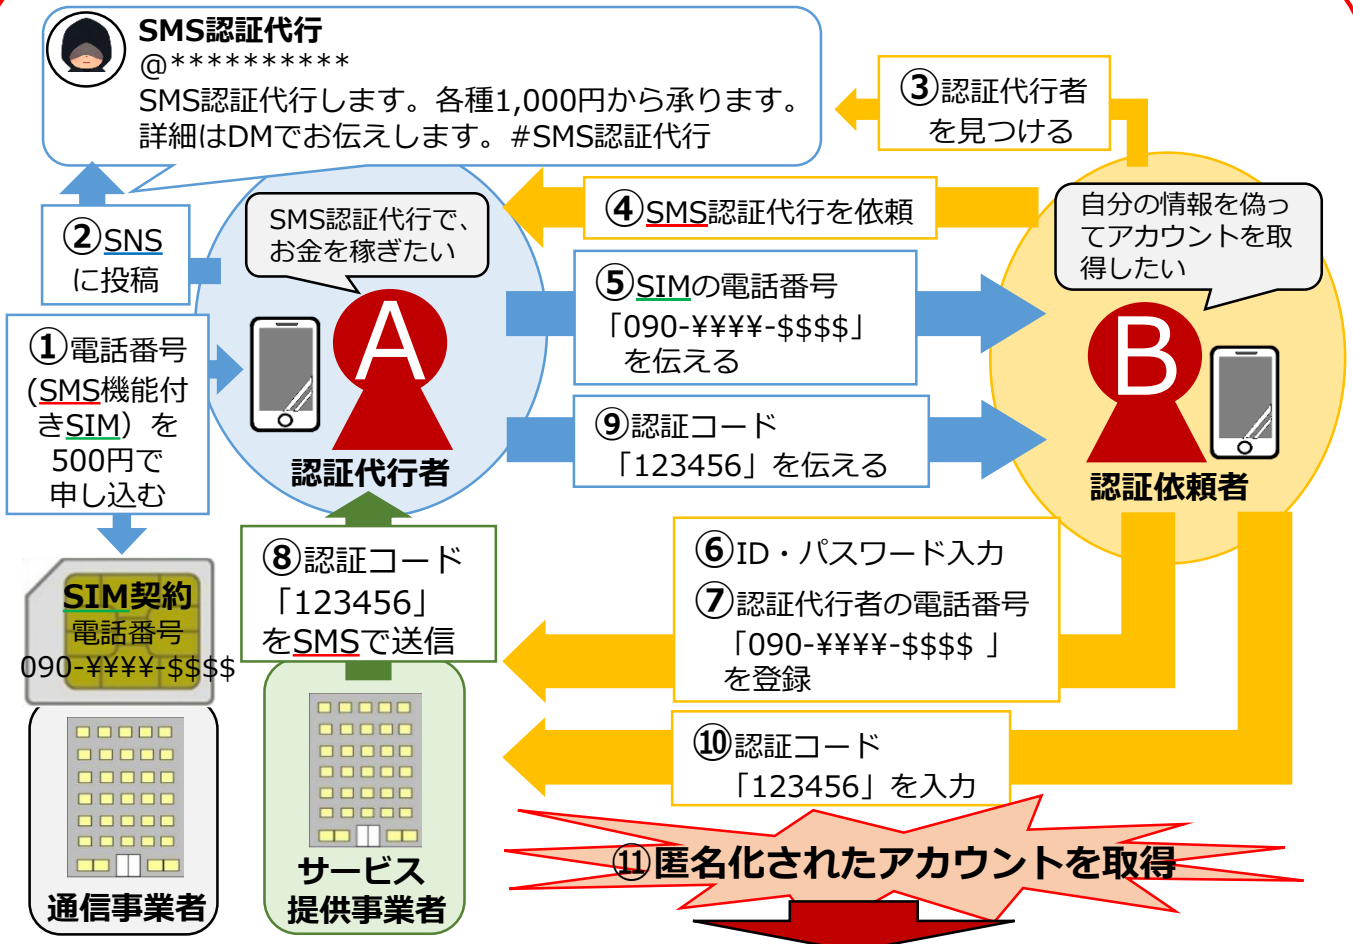 SMS認証代行
@**********
SMS認証代行します。各種1,000円から承ります。
詳細はDMでお伝えします。#SMS認証代行
③認証代行者
を見つける
②SNS
に投稿
SMS認証代行で、
お金を稼ぎたい
④SMS認証代行を依頼
自分の情報を偽っ
てアカウントを取
得したい
①電話番号
(SMS機能付
きSIM）を
500円で
申し込む
A
認証代行者
⑤SIMの電話番号
「090-¥¥¥¥-$$$$」
を伝える
B
認証依頼者
⑨認証コード
「123456」を伝える
SIM契約
電話番号
090-¥¥¥¥-$$$$
⑧認証コード
「123456」
をSMSで送信
⑥ID・パスワード入力
⑦認証代行者の電話番号
「090-¥¥¥¥-$$$$ 」
を登録
⑩認証コード
「123456」を入力
通信事業者
サービス
提供事業者
⑪匿名化されたアカウントを取得